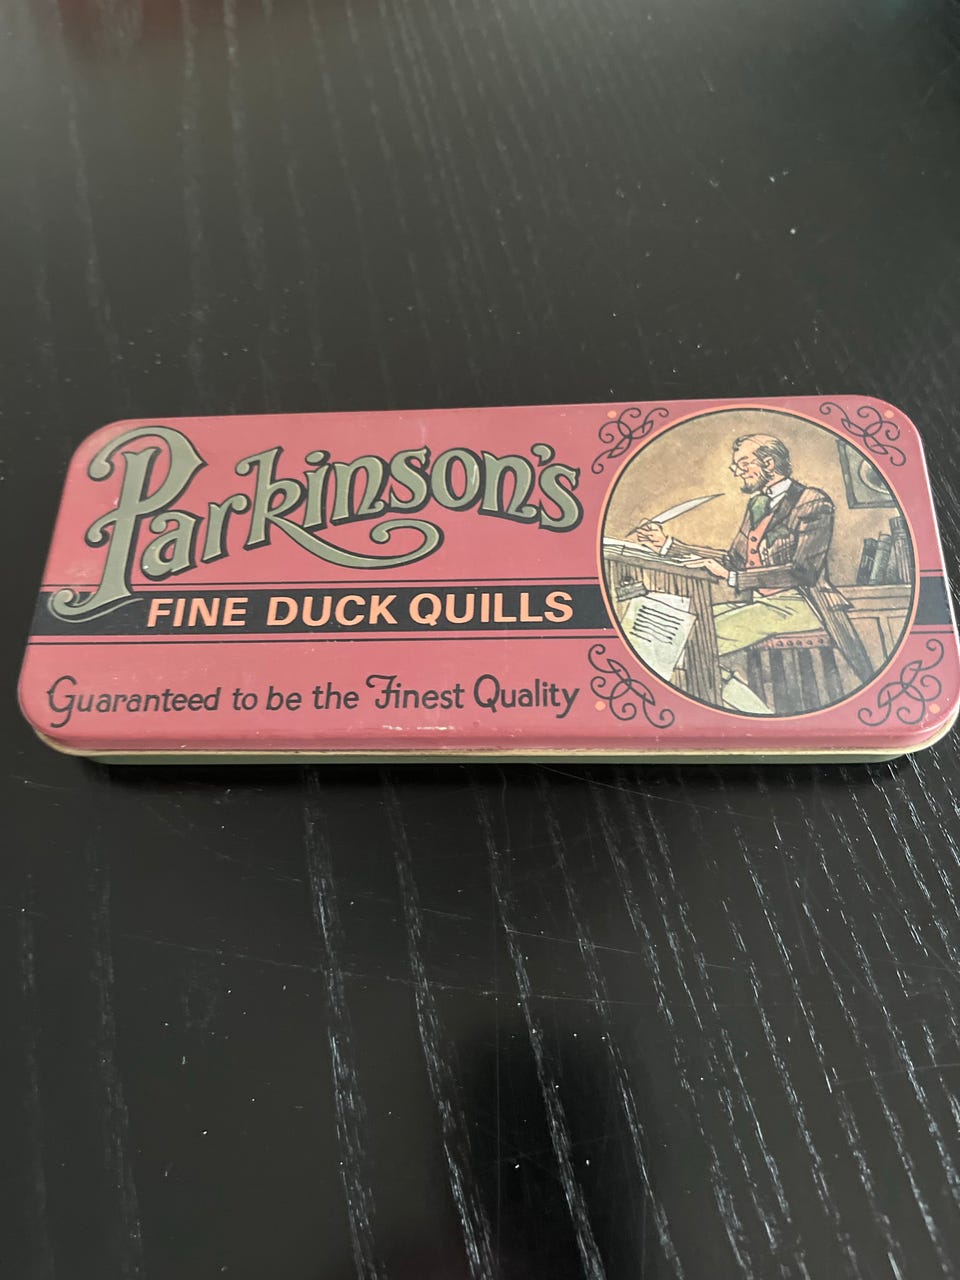 Parkinson's
FINE DUCK QUILLS
Guaranteed to be the Finest Quality